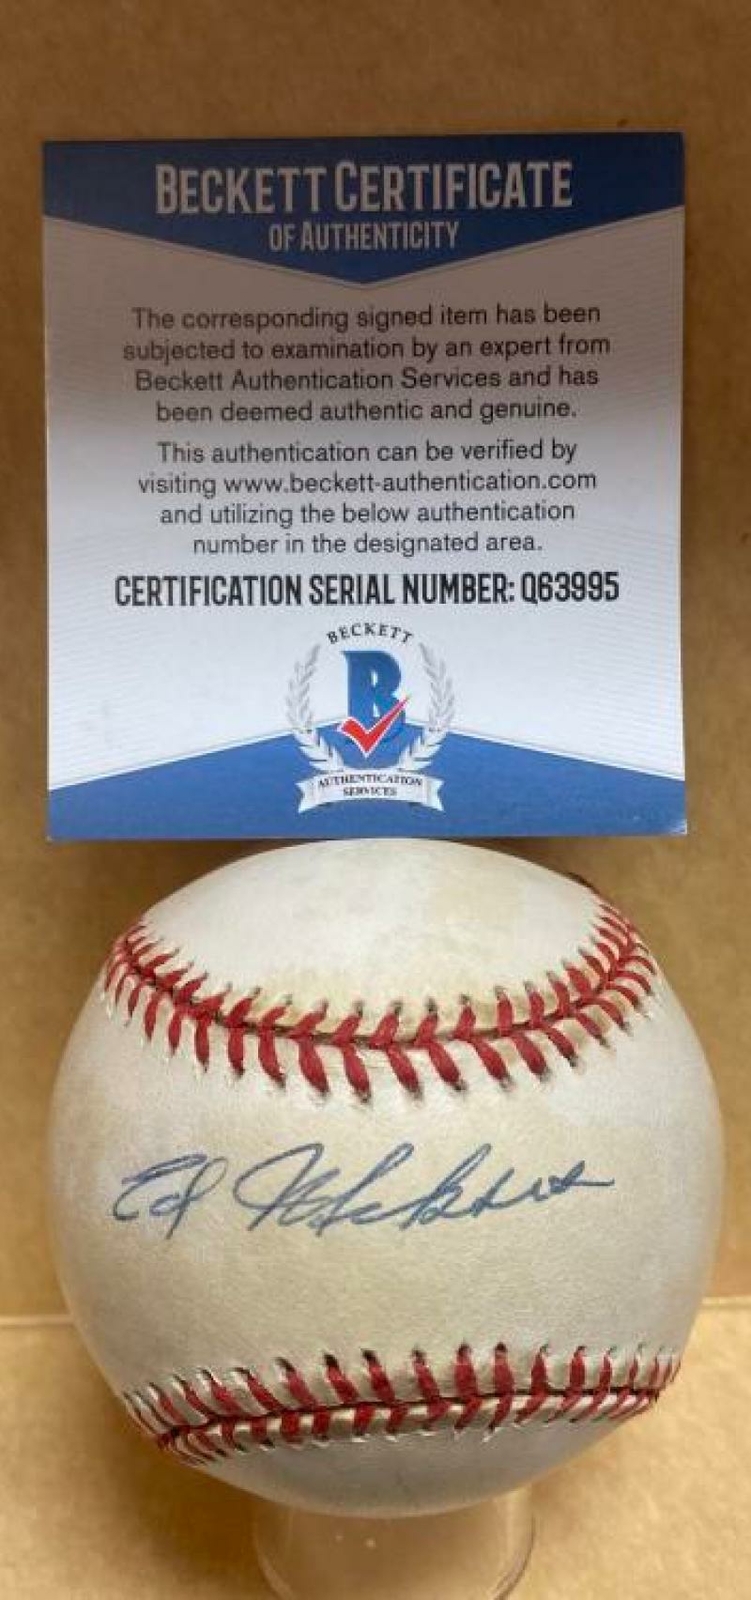 BECKETT CERTIFICATE
OF AUTHENTICITY
The corresponding signed item has been
subjected to examination by an expert from
Beckett Authentication Services and has
been deemed authentic and genuine.
This authentication can be verified by
visiting www.beckett-authentication.com
and utilizing the below authentication
number in the designated area.
CERTIFICATION SERIAL NUMBER: Q63995
BECKETT
B
AUTHENTICATION
SERVICES
Ed